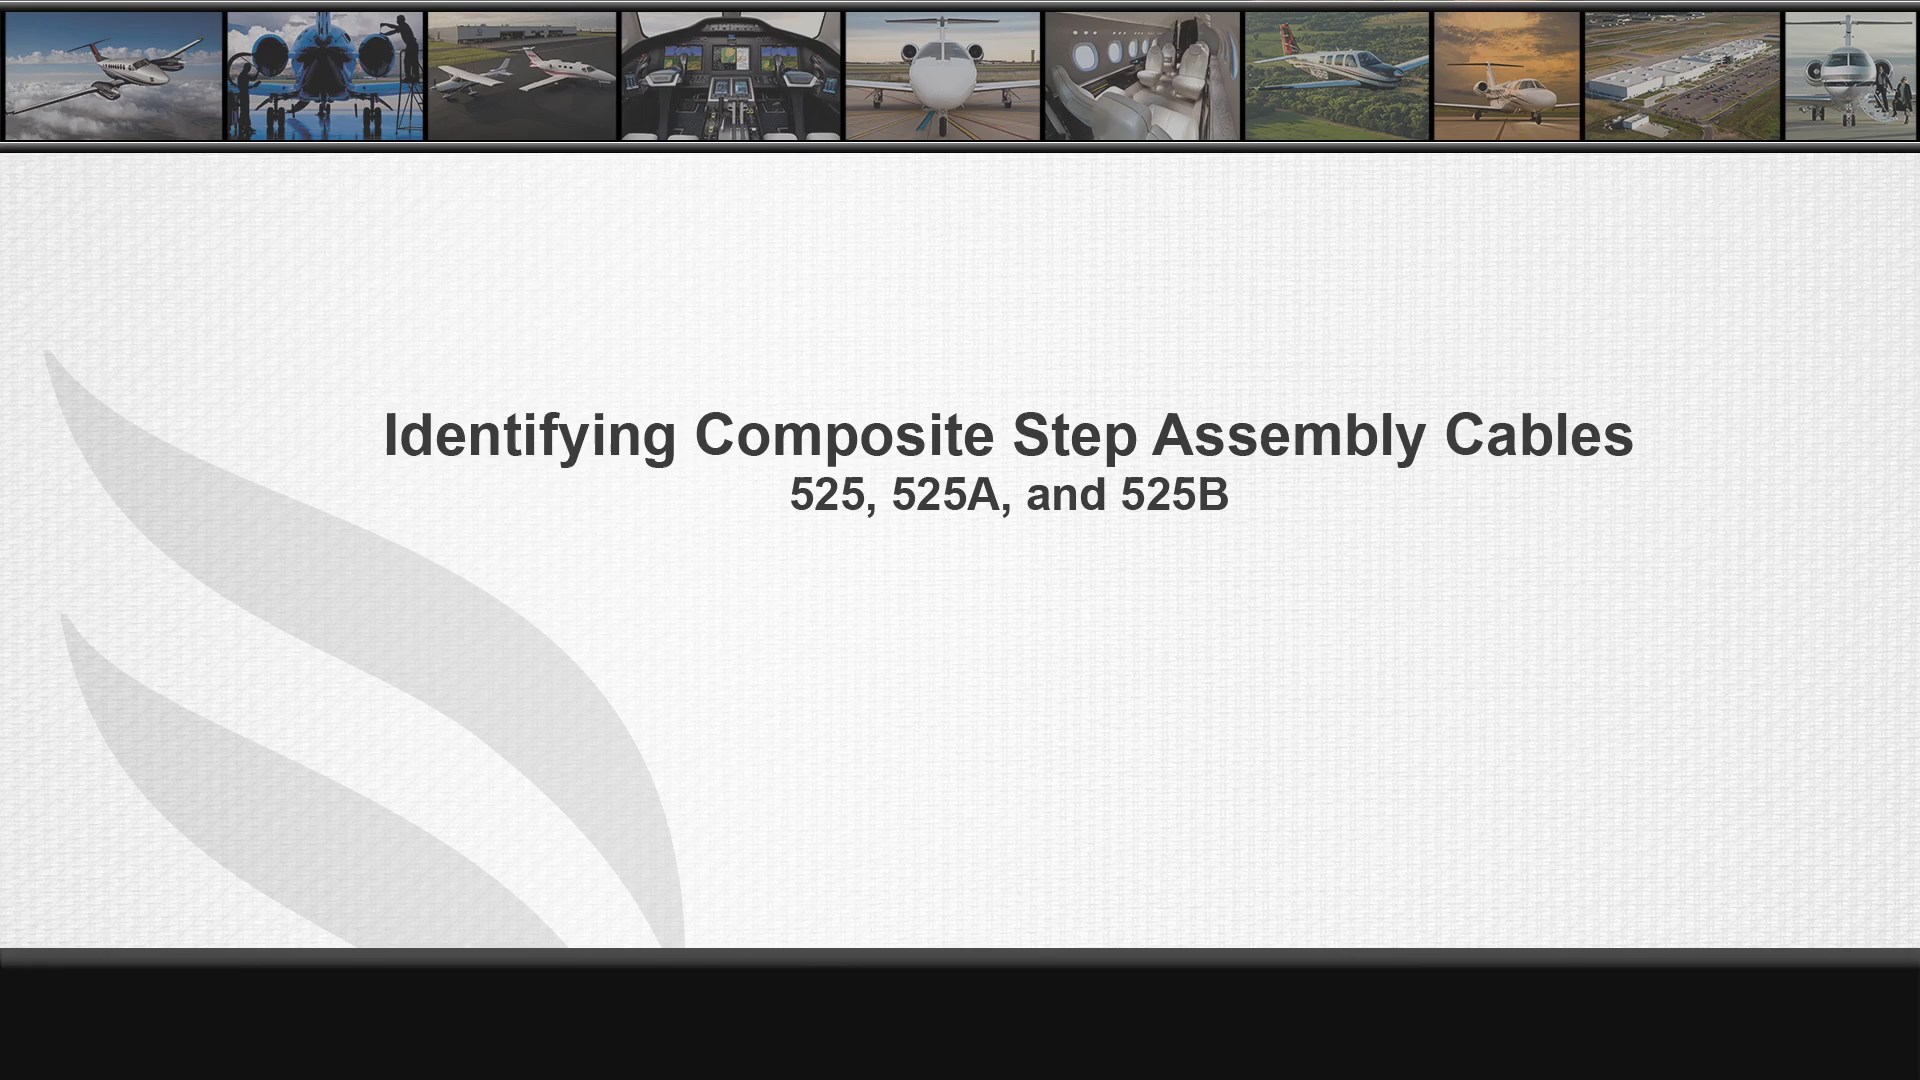 Identifying Composite Step Assembly Cables
525, 525A, and 525B